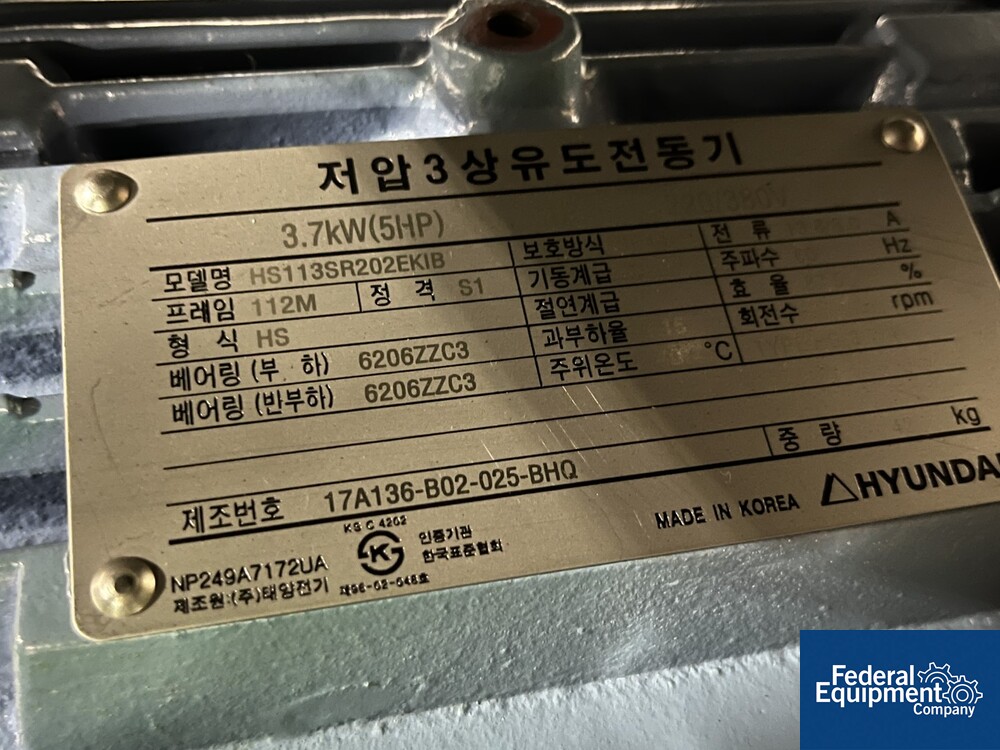 저압3상유도전동기
3.7kW(5HP)
모델명 HS113SR202EKIB 보호방식 전 류 A
프레임 112M 정 격 S1 기동계급 주파수 Hz
형 식 HS 절연계급 효 율 %
베어링 (부 하) 6206ZZC3 과부하율 회전수 rpm
베어링 (반부하) 6206ZZC3 주위온도 °C
중 량 kg
제조번호 17A136-B02-025-BHQ
KS C 4202
인증기관
한국표준협회
MADE IN KOREA HYUNDAI
NP249A7172UA
제조원:(주)태양전기
Federal
Equipment
Company